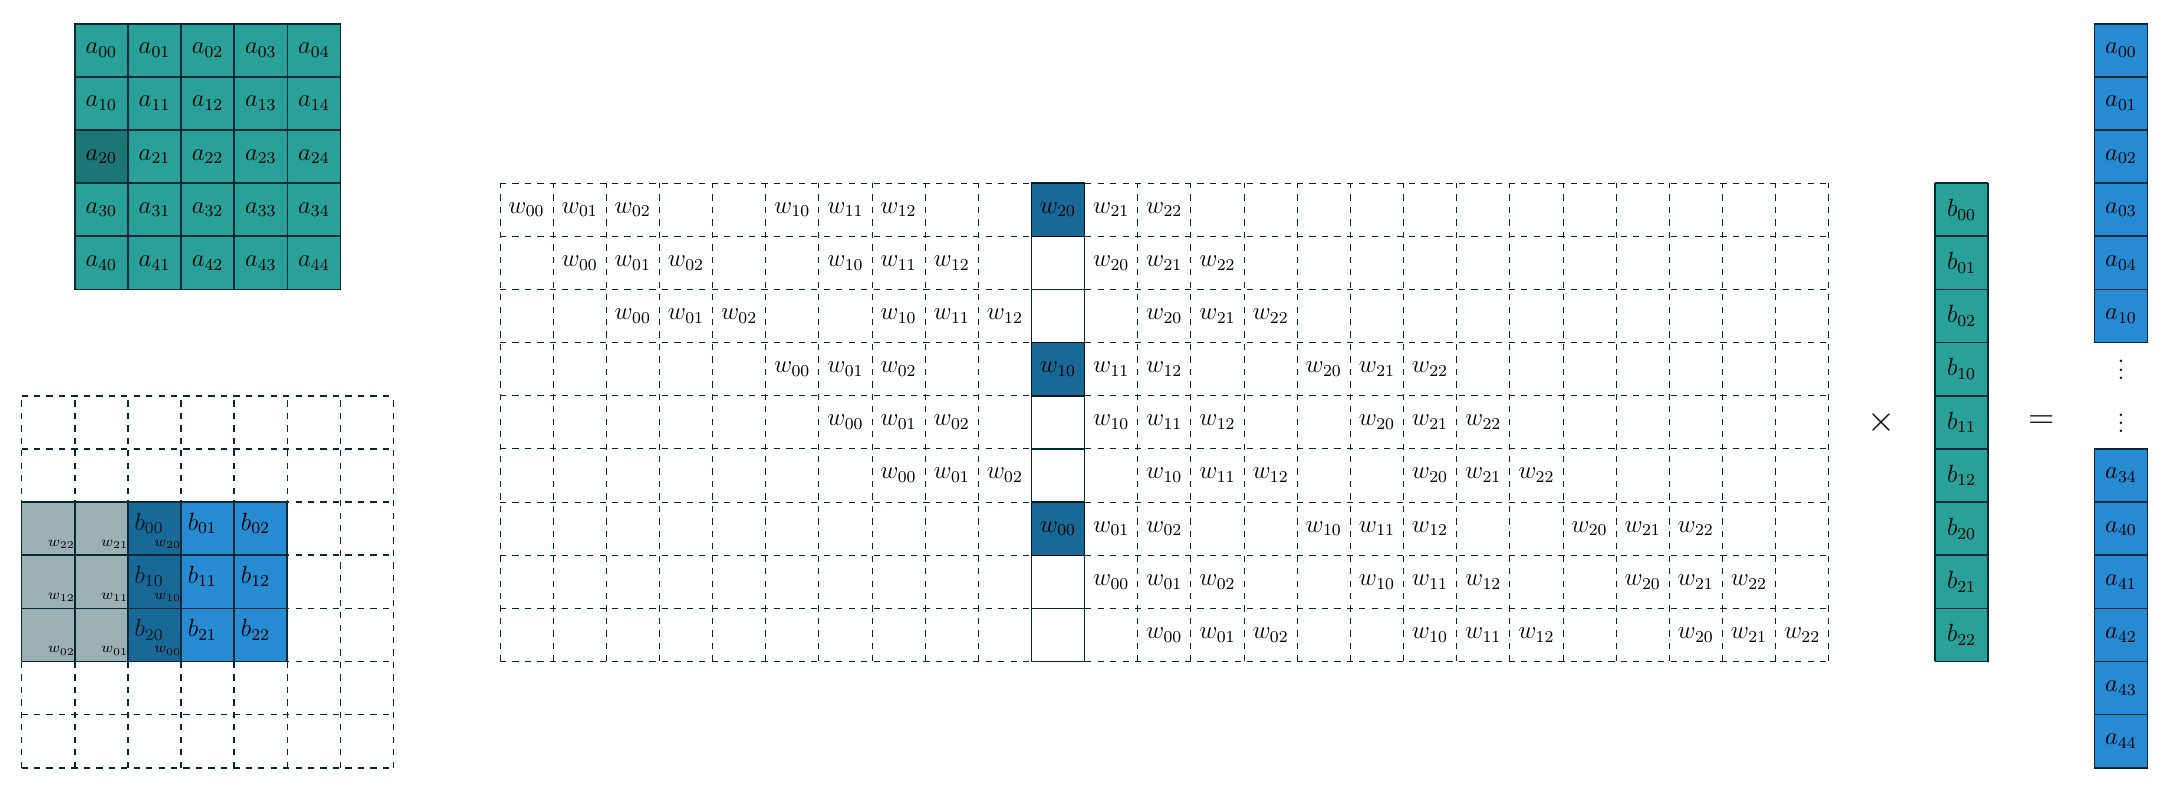 a₀₀ a₀₁ a₀₂ a₀₃ a₀₄
a₁₀ a₁₁ a₁₂ a₁₃ a₁₄
a₂₀ a₂₁ a₂₂ a₂₃ a₂₄
a₃₀ a₃₁ a₃₂ a₃₃ a₃₄
a₄₀ a₄₁ a₄₂ a₄₃ a₄₄
b₀₀ b₀₁ b₀₂
w₂₂ w₂₁ w₂₀
b₁₀ b₁₁ b₁₂
w₁₂ w₁₁ w₁₀
b₂₀ b₂₁ b₂₂
w₀₂ w₀₁ w₀₀
w₀₀ w₀₁ w₀₂ w₁₀ w₁₁ w₁₂ w₂₀ w₂₁ w₂₂
w₀₀ w₀₁ w₀₂ w₁₀ w₁₁ w₁₂ w₂₀ w₂₁ w₂₂
w₀₀ w₀₁ w₀₂ w₁₀ w₁₁ w₁₂ w₂₀ w₂₁ w₂₂
w₀₀ w₀₁ w₀₂ w₁₀ w₁₁ w₁₂ w₂₀ w₂₁ w₂₂
w₀₀ w₀₁ w₀₂ w₁₀ w₁₁ w₁₂ w₂₀ w₂₁ w₂₂
w₀₀ w₀₁ w₀₂ w₁₀ w₁₁ w₁₂ w₂₀ w₂₁ w₂₂
w₀₀ w₀₁ w₀₂ w₁₀ w₁₁ w₁₂ w₂₀ w₂₁ w₂₂
w₀₀ w₀₁ w₀₂ w₁₀ w₁₁ w₁₂ w₂₀ w₂₁ w₂₂
w₀₀ w₀₁ w₀₂ w₁₀ w₁₁ w₁₂ w₂₀ w₂₁ w₂₂
×
b₀₀
b₀₁
b₀₂
b₁₀
b₁₁
b₁₂
b₂₀
b₂₁
b₂₂
=
a₀₀
a₀₁
a₀₂
a₀₃
a₀₄
a₁₀
⋮
⋮
a₃₄
a₄₀
a₄₁
a₄₂
a₄₃
a₄₄